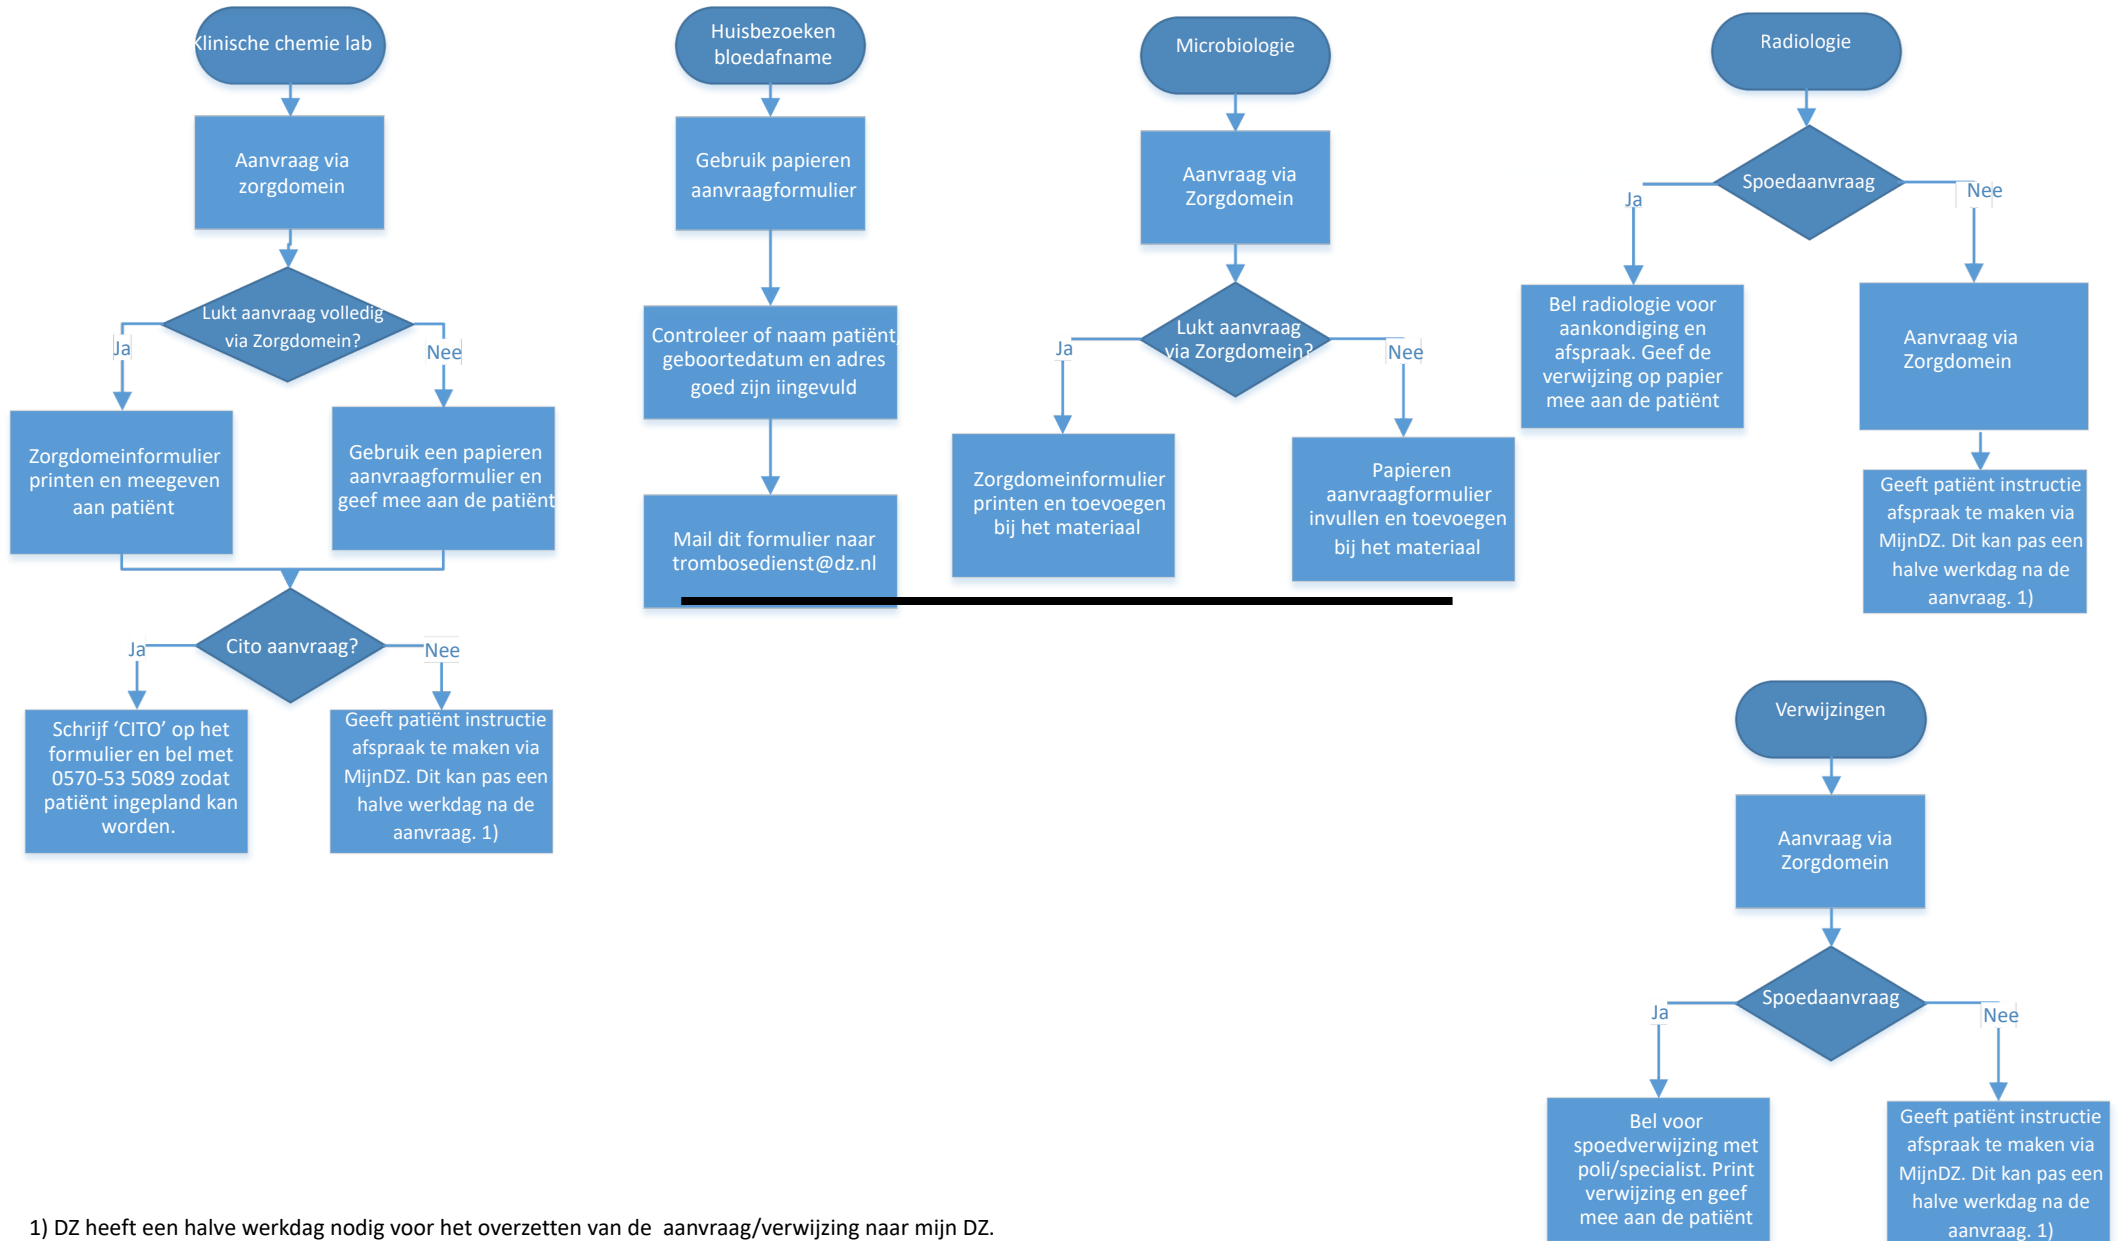 Klinische chemie lab
Aanvraag via
zorgdomein
Lukt aanvraag volledig
via Zorgdomein?
Ja
Nee
Zorgdomeinformulier
printen en meegeven
aan patiënt
Gebruik een papieren
aanvraagformulier en
geef mee aan de patiënt
Cito aanvraag?
Ja
Nee
Schrijf ‘CITO’ op het
formulier en bel met
0570-53 5089 zodat
patiënt ingepland kan
worden.
Geeft patiënt instructie
afspraak te maken via
MijnDZ. Dit kan pas een
halve werkdag na de
aanvraag. 1)
Huisbezoeken
bloedafname
Gebruik papieren
aanvraagformulier
Controleer of naam patiënt,
geboortedatum en adres
goed zijn iingevuld
Mail dit formulier naar
trombosedienst@dz.nl
Microbiologie
Aanvraag via
Zorgdomein
Lukt aanvraag
via Zorgdomein?
Ja
Nee
Zorgdomeinformulier
printen en toevoegen
bij het materiaal
Papieren
aanvraagformulier
invullen en toevoegen
bij het materiaal
Radiologie
Spoedaanvraag
Ja
Nee
Bel radiologie voor
aankondiging en
afspraak. Geef de
verwijzing op papier
mee aan de patiënt
Aanvraag via
Zorgdomein
Geeft patiënt instructie
afspraak te maken via
MijnDZ. Dit kan pas een
halve werkdag na de
aanvraag. 1)
Verwijzingen
Aanvraag via
Zorgdomein
Spoedaanvraag
Ja
Nee
Bel voor
spoedverwijzing met
poli/specialist. Print
verwijzing en geef
mee aan de patiënt
Geeft patiënt instructie
afspraak te maken via
MijnDZ. Dit kan pas een
halve werkdag na de
aanvraag. 1)
1) DZ heeft een halve werkdag nodig voor het overzetten van de aanvraag/verwijzing naar mijn DZ.